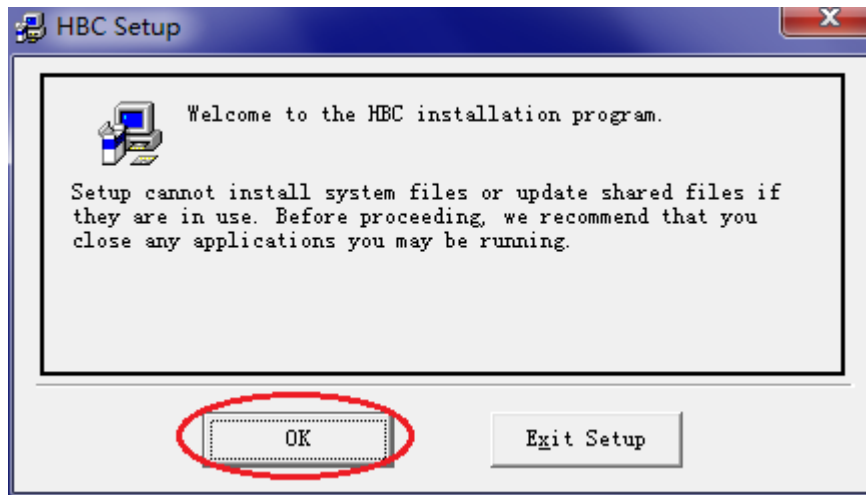 HBC Setup
Welcome to the HBC installation program.
Setup cannot install system files or update shared files if
they are in use. Before proceeding, we recommend that you
close any applications you may be running.
OK
Exit Setup